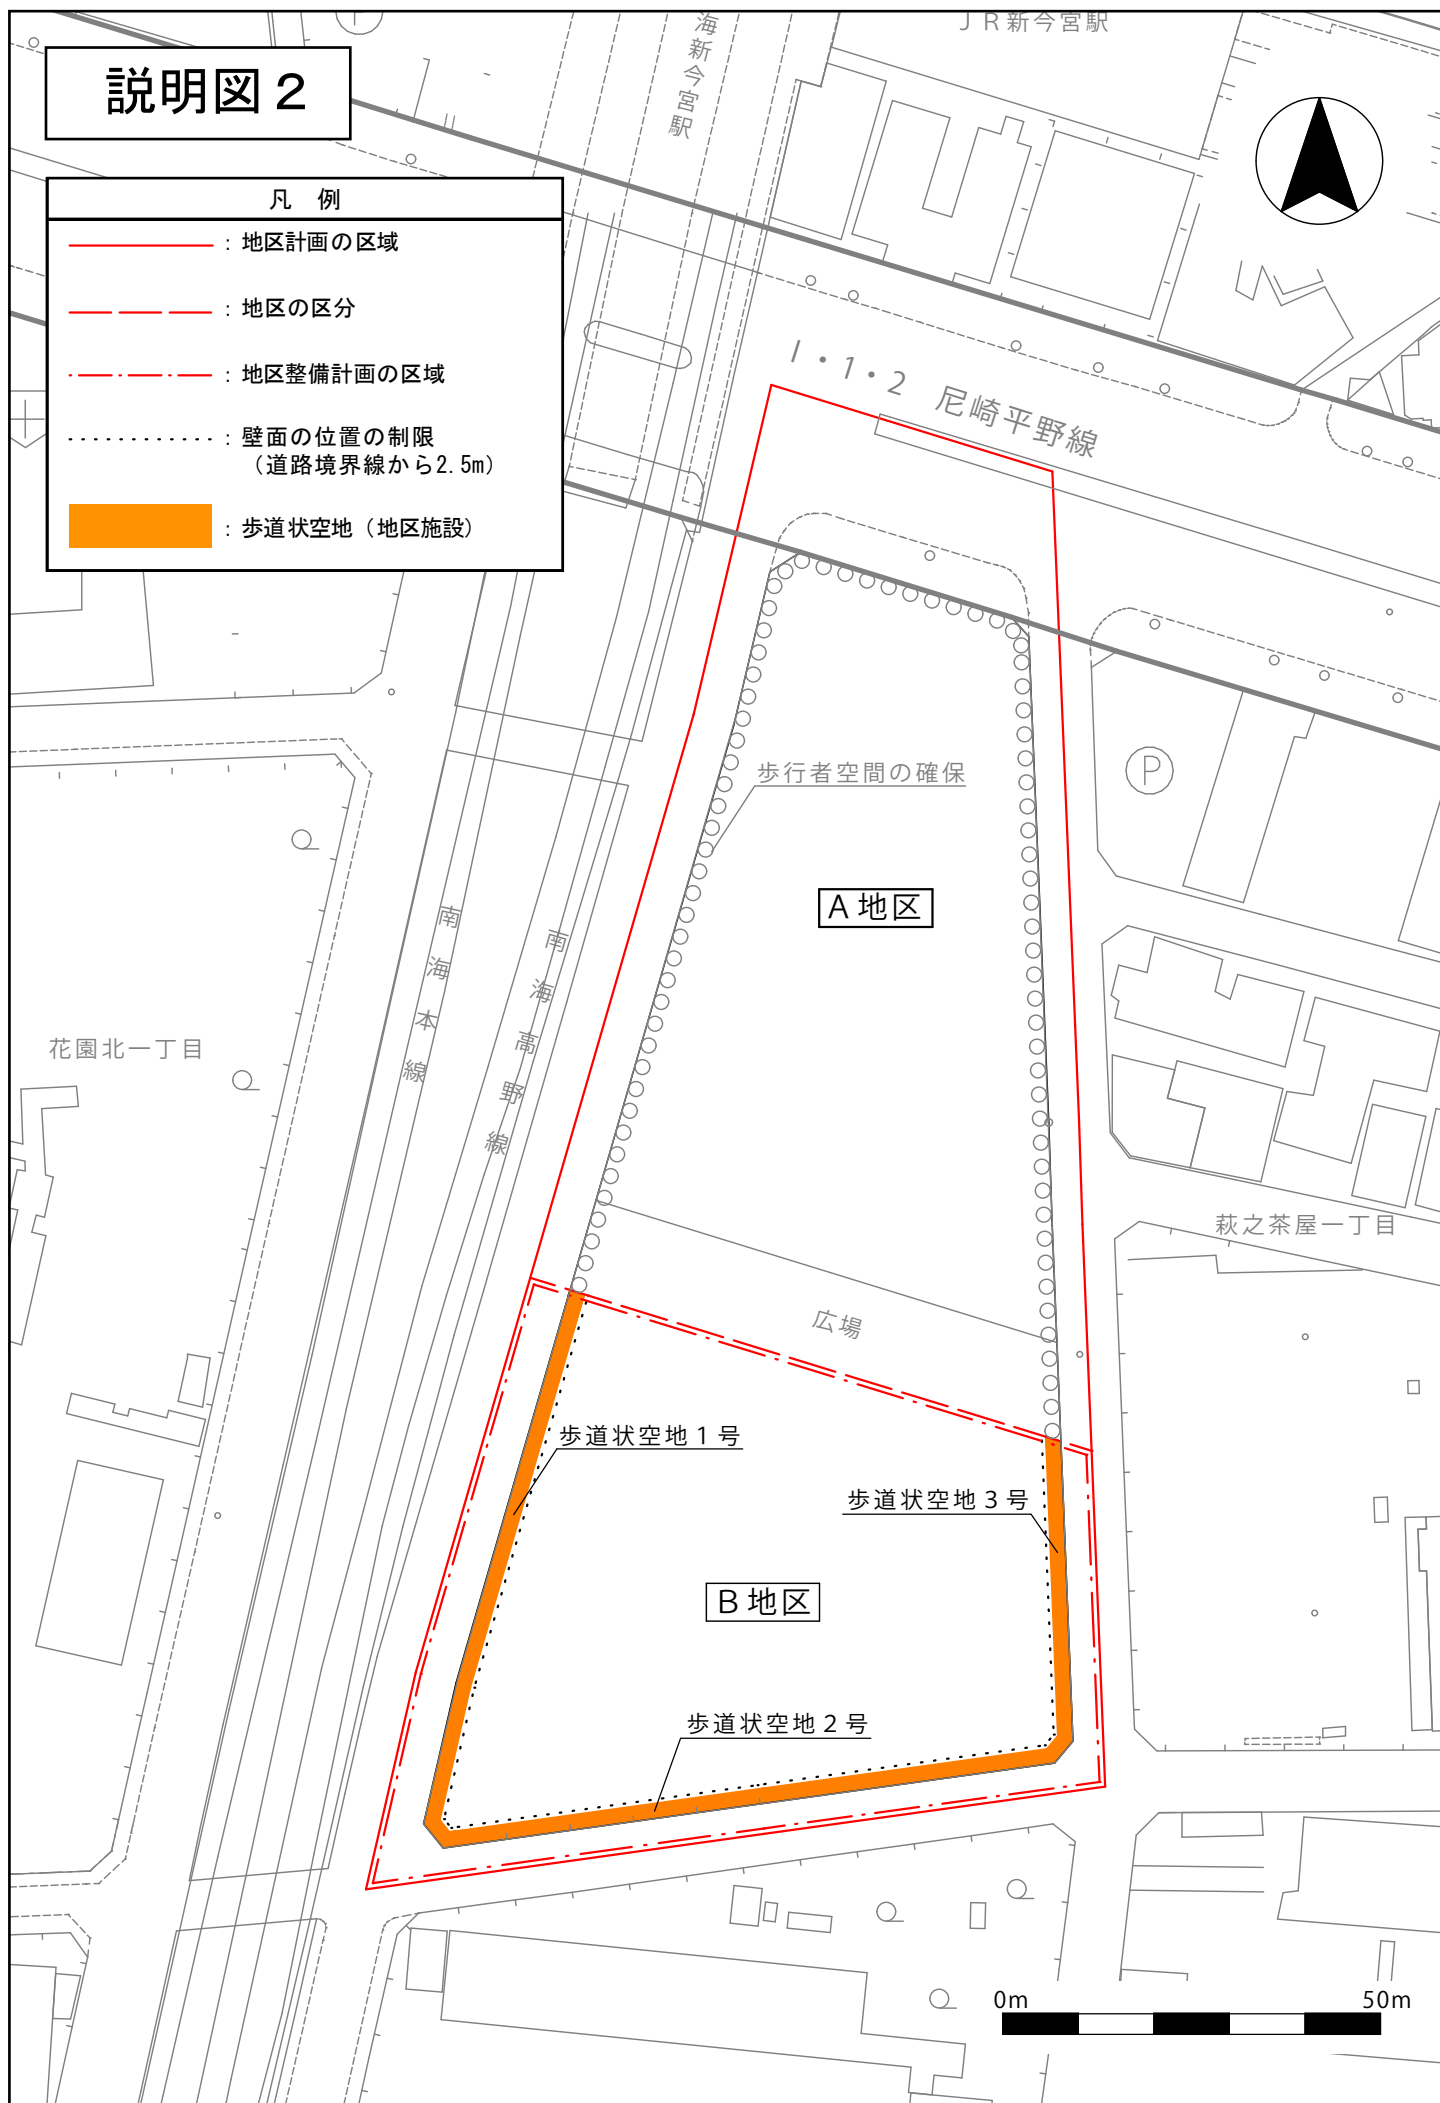 説明図２
凡　例
：地区計画の区域
：地区の区分
：地区整備計画の区域
：壁面の位置の制限
（道路境界線から2.5m）
：歩道状空地（地区施設）
海新今宮駅
ＪＲ新今宮駅
Ⅰ・1・2　尼崎平野線
P
歩行者空間の確保
A地区
南海本線
南海高野線
花園北一丁目
萩之茶屋一丁目
広場
歩道状空地１号
歩道状空地３号
B地区
歩道状空地２号
0m 50m